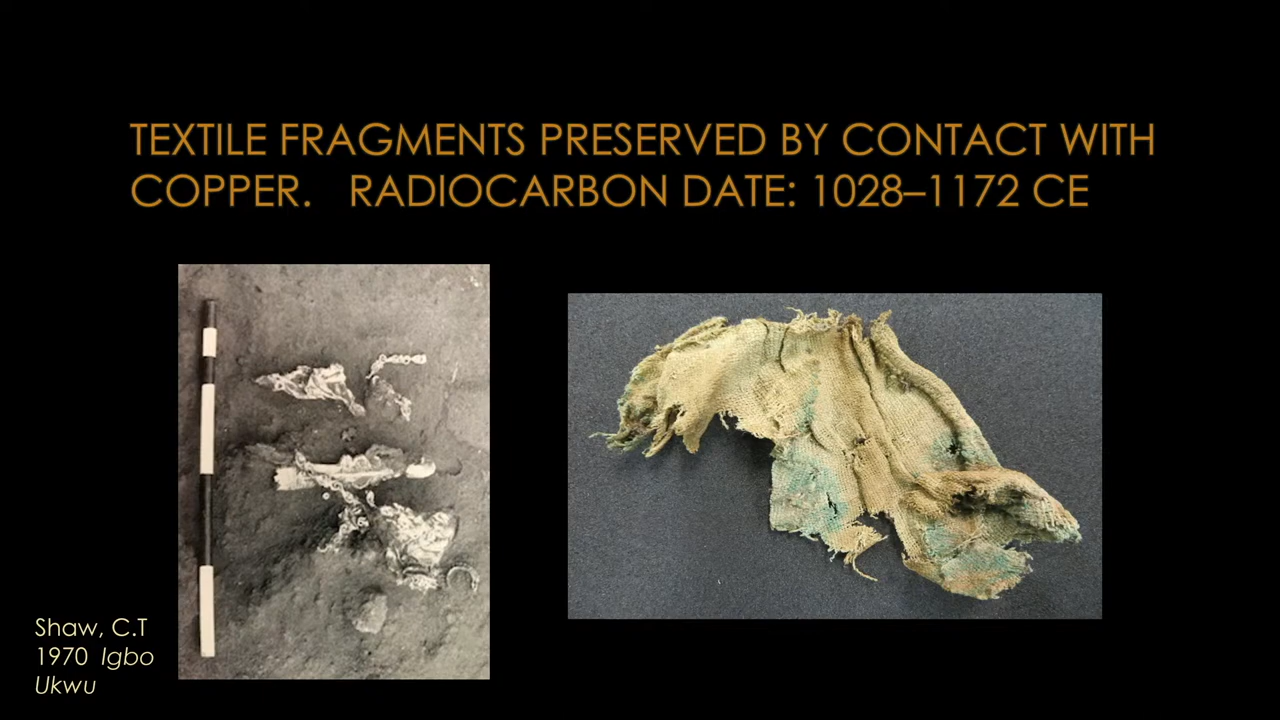 TEXTILE FRAGMENTS PRESERVED BY CONTACT WITH
COPPER. RADIOCARBON DATE: 1028–1172 CE
Shaw, C.T
1970 Igbo
Ukwu